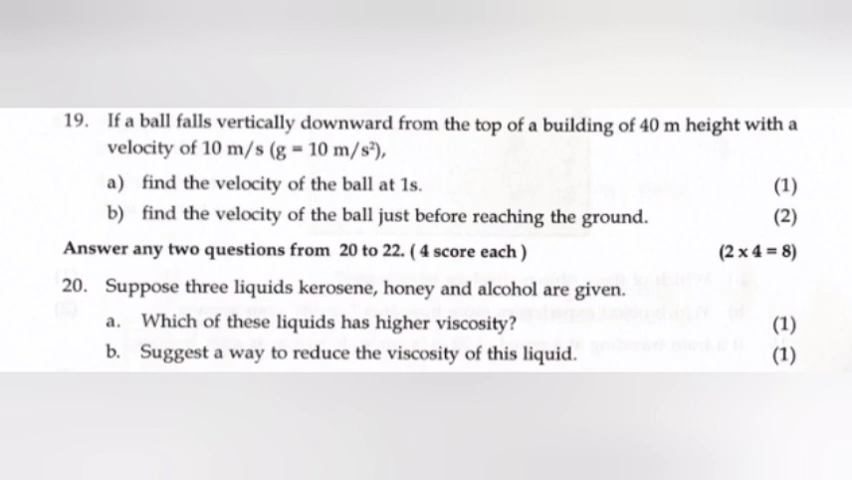 19. If a ball falls vertically downward from the top of a building of 40 m height with a
velocity of 10 m/s (g = 10 m/s²),
a) find the velocity of the ball at 1s. (1)
b) find the velocity of the ball just before reaching the ground. (2)
Answer any two questions from 20 to 22. ( 4 score each ) (2 x 4 = 8)
20. Suppose three liquids kerosene, honey and alcohol are given.
a. Which of these liquids has higher viscosity? (1)
b. Suggest a way to reduce the viscosity of this liquid. (1)